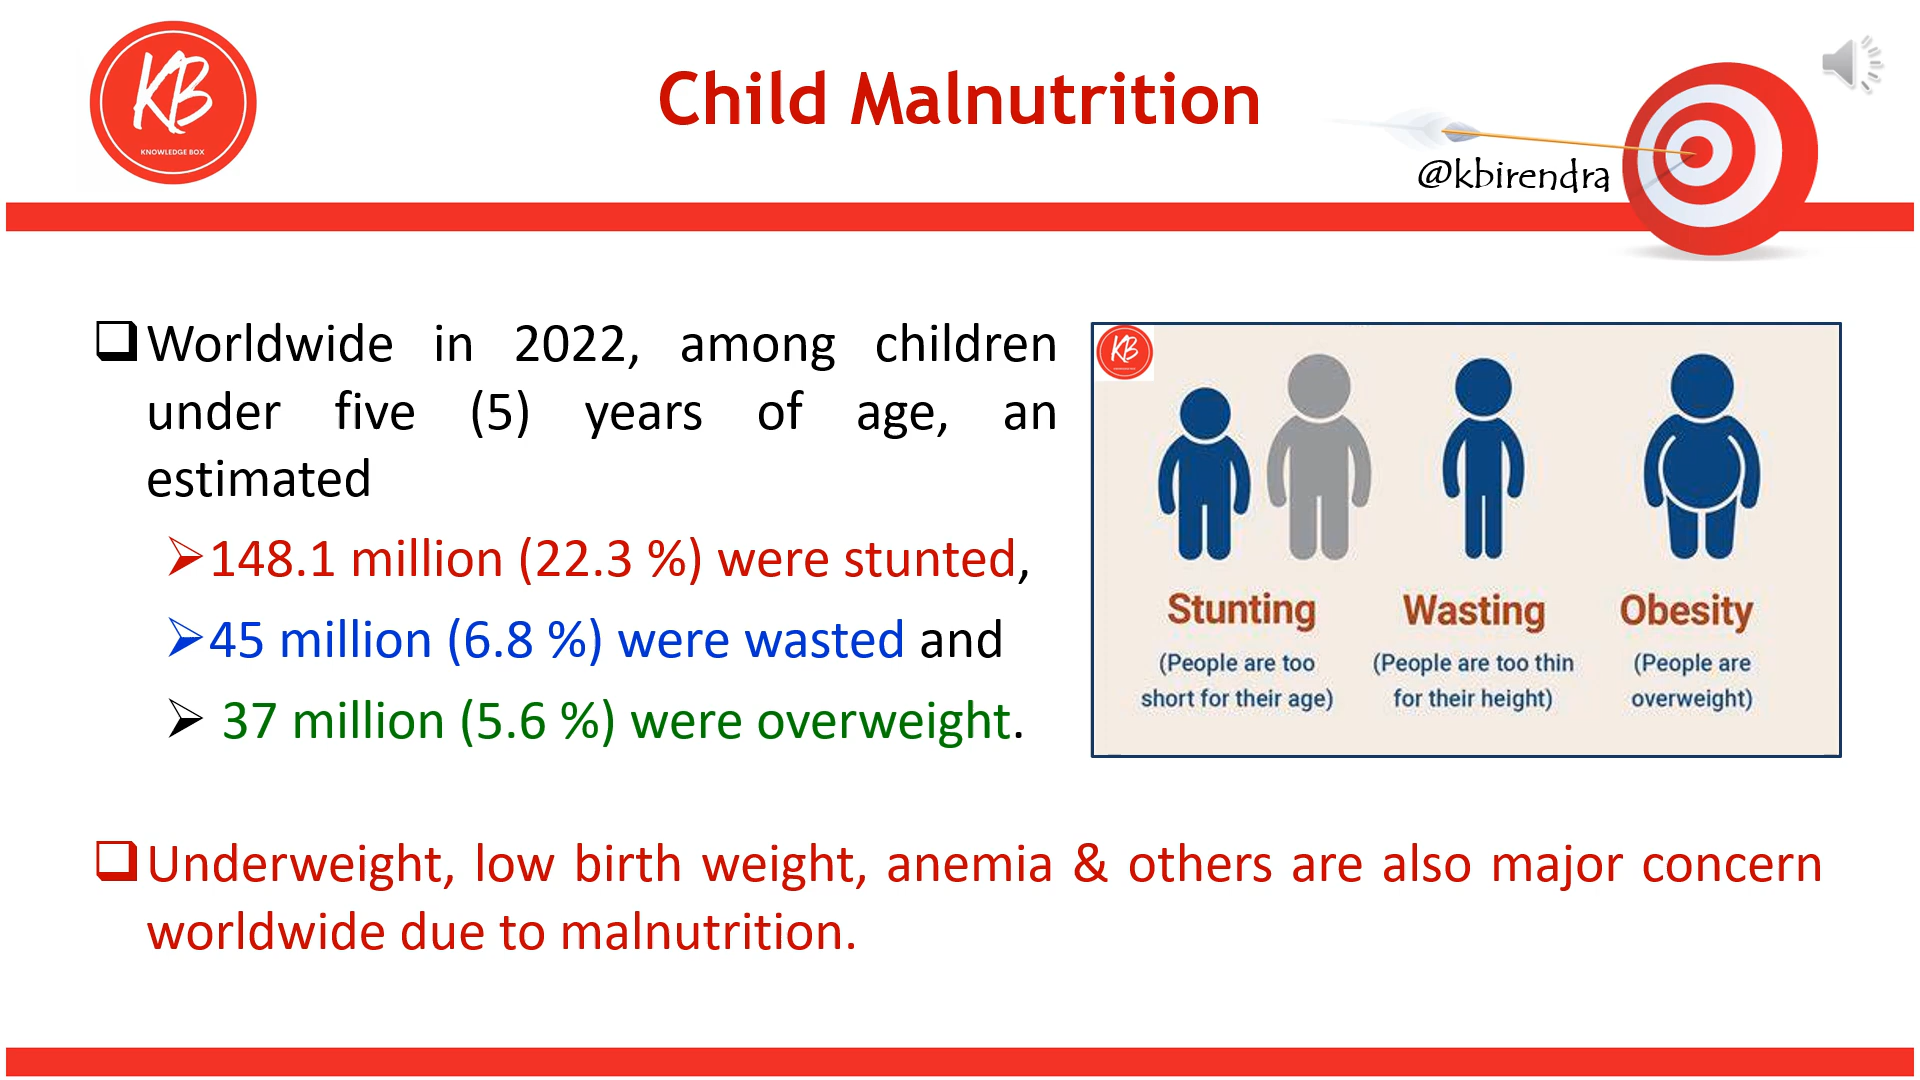 KB
KNOWLEDGE BOX
Child Malnutrition
@kbirendra
Worldwide in 2022, among children
under five (5) years of age, an
estimated
148.1 million (22.3 %) were stunted,
45 million (6.8 %) were wasted and
37 million (5.6 %) were overweight.
KB
Stunting
(People are too
short for their age)
Wasting
(People are too thin
for their height)
Obesity
(People are
overweight)
Underweight, low birth weight, anemia & others are also major concern
worldwide due to malnutrition.